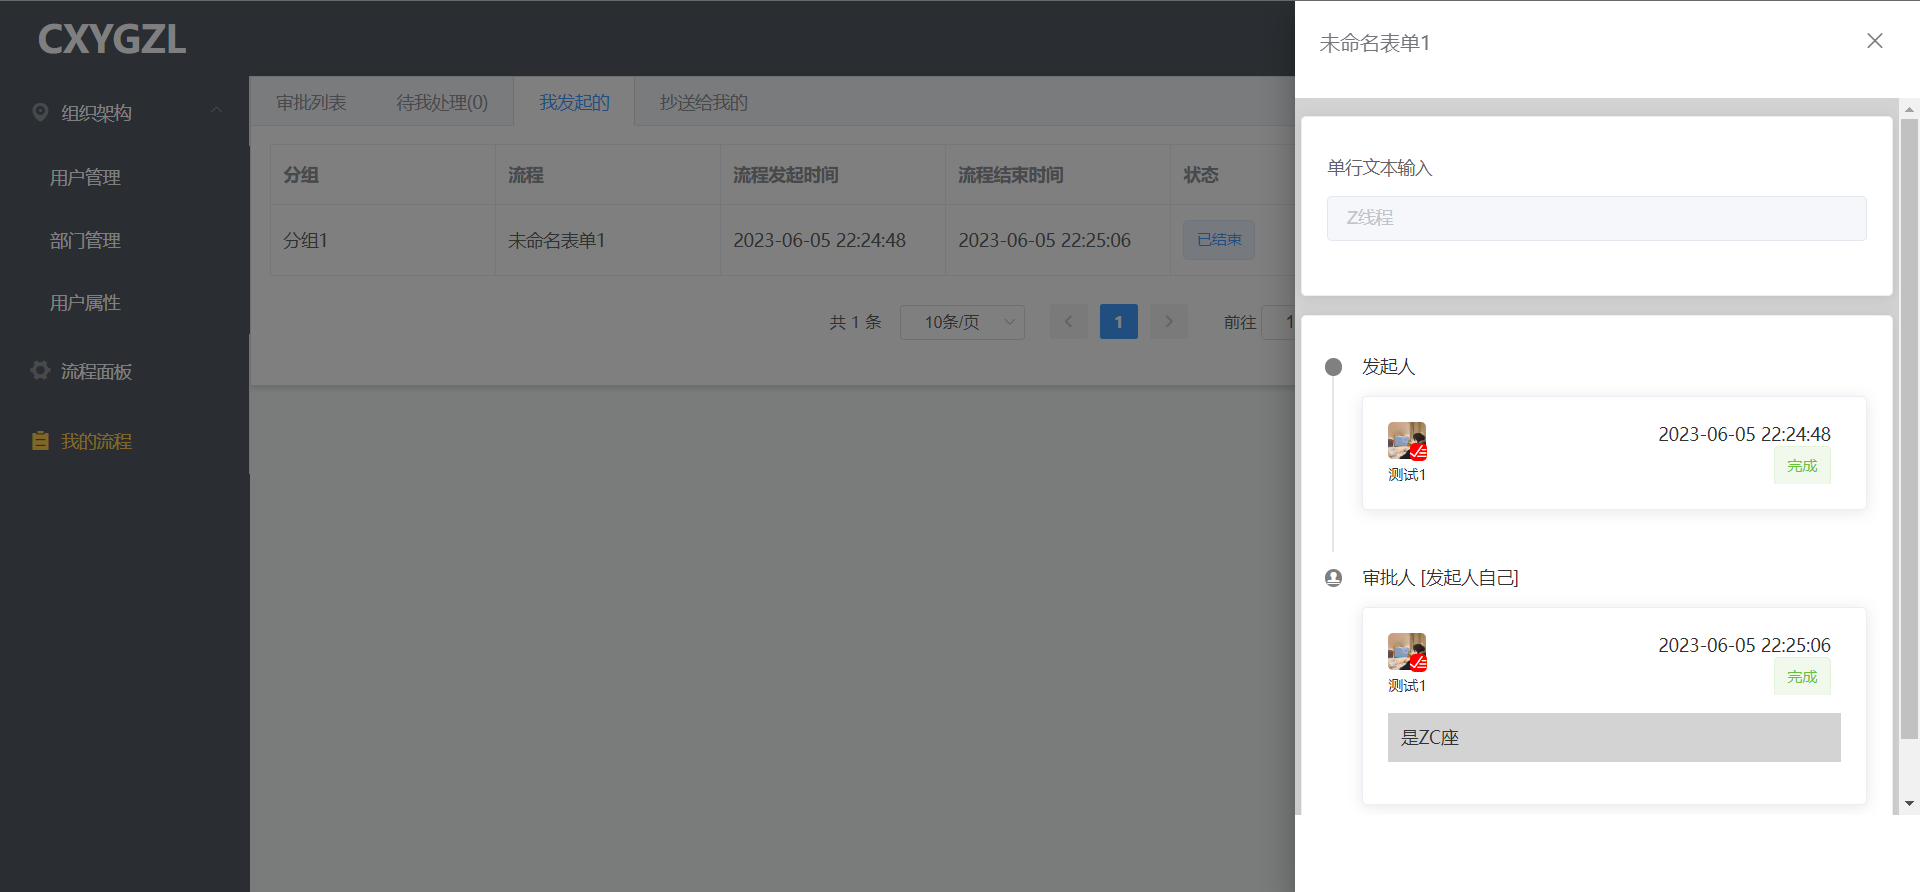 CXYGZL
组织架构
用户管理
部门管理
用户属性
流程面板
我的流程
审批列表 待我处理(0) 我发起的 抄送给我的
分组 流程 流程发起时间 流程结束时间 状态
分组1 未命名表单1 2023-06-05 22:24:48 2023-06-05 22:25:06 已结束
共 1 条 10条/页 1 前往 1
未命名表单1
单行文本输入
Z线程
发起人
2023-06-05 22:24:48
完成
测试1
审批人 [发起人自己]
2023-06-05 22:25:06
完成
测试1
是ZC座